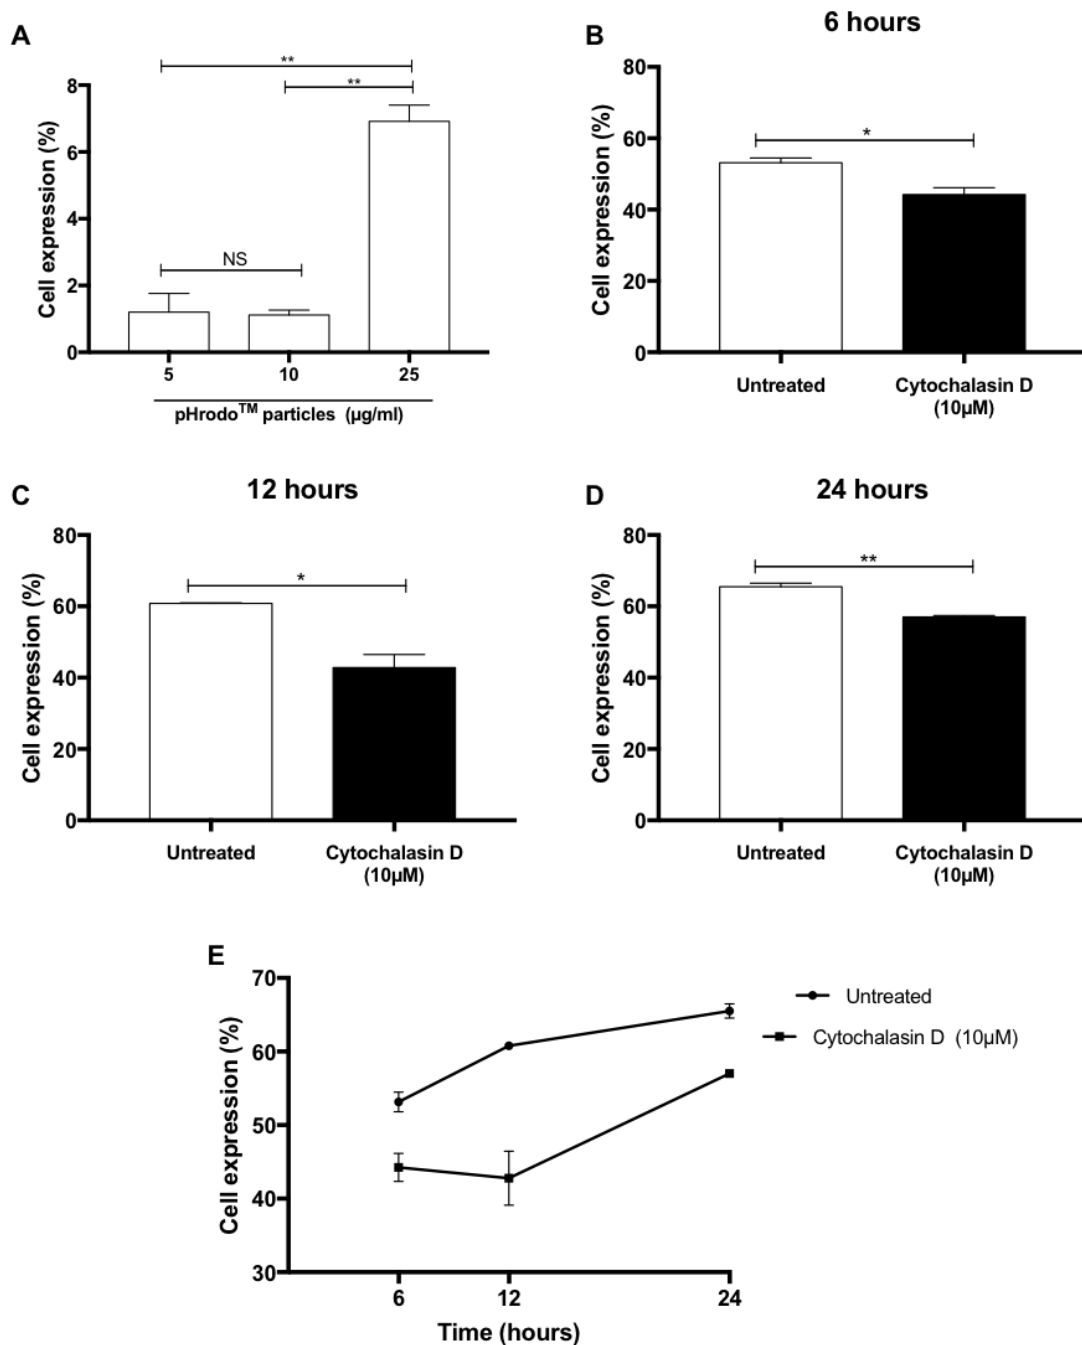 A
Cell expression (%)
8
6
4
2
0
**
**
NS
5 10 25
pHrodo™ particles (µg/ml)
B
6 hours
Cell expression (%)
80
60
40
20
0
*
Untreated Cytochalasin D
(10µM)
C
12 hours
Cell expression (%)
80
60
40
20
0
*
Untreated Cytochalasin D
(10µM)
D
24 hours
Cell expression (%)
80
60
40
20
0
**
Untreated Cytochalasin D
(10µM)
E
Cell expression (%)
70
60
50
40
30
6 12 24
Time (hours)
Untreated
Cytochalasin D (10µM)